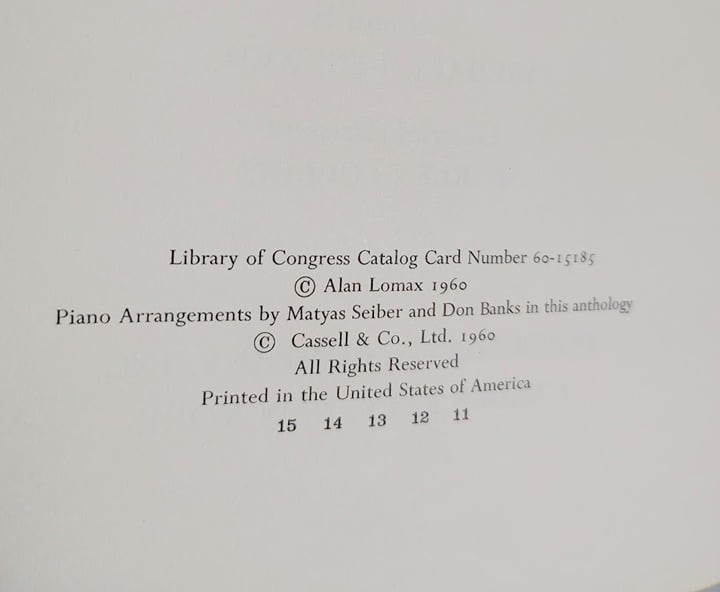 Library of Congress Catalog Card Number 60-15185
© Alan Lomax 1960
Piano Arrangements by Matyas Seiber and Don Banks in this anthology
© Cassell & Co., Ltd. 1960
All Rights Reserved
Printed in the United States of America
15 14 13 12 11